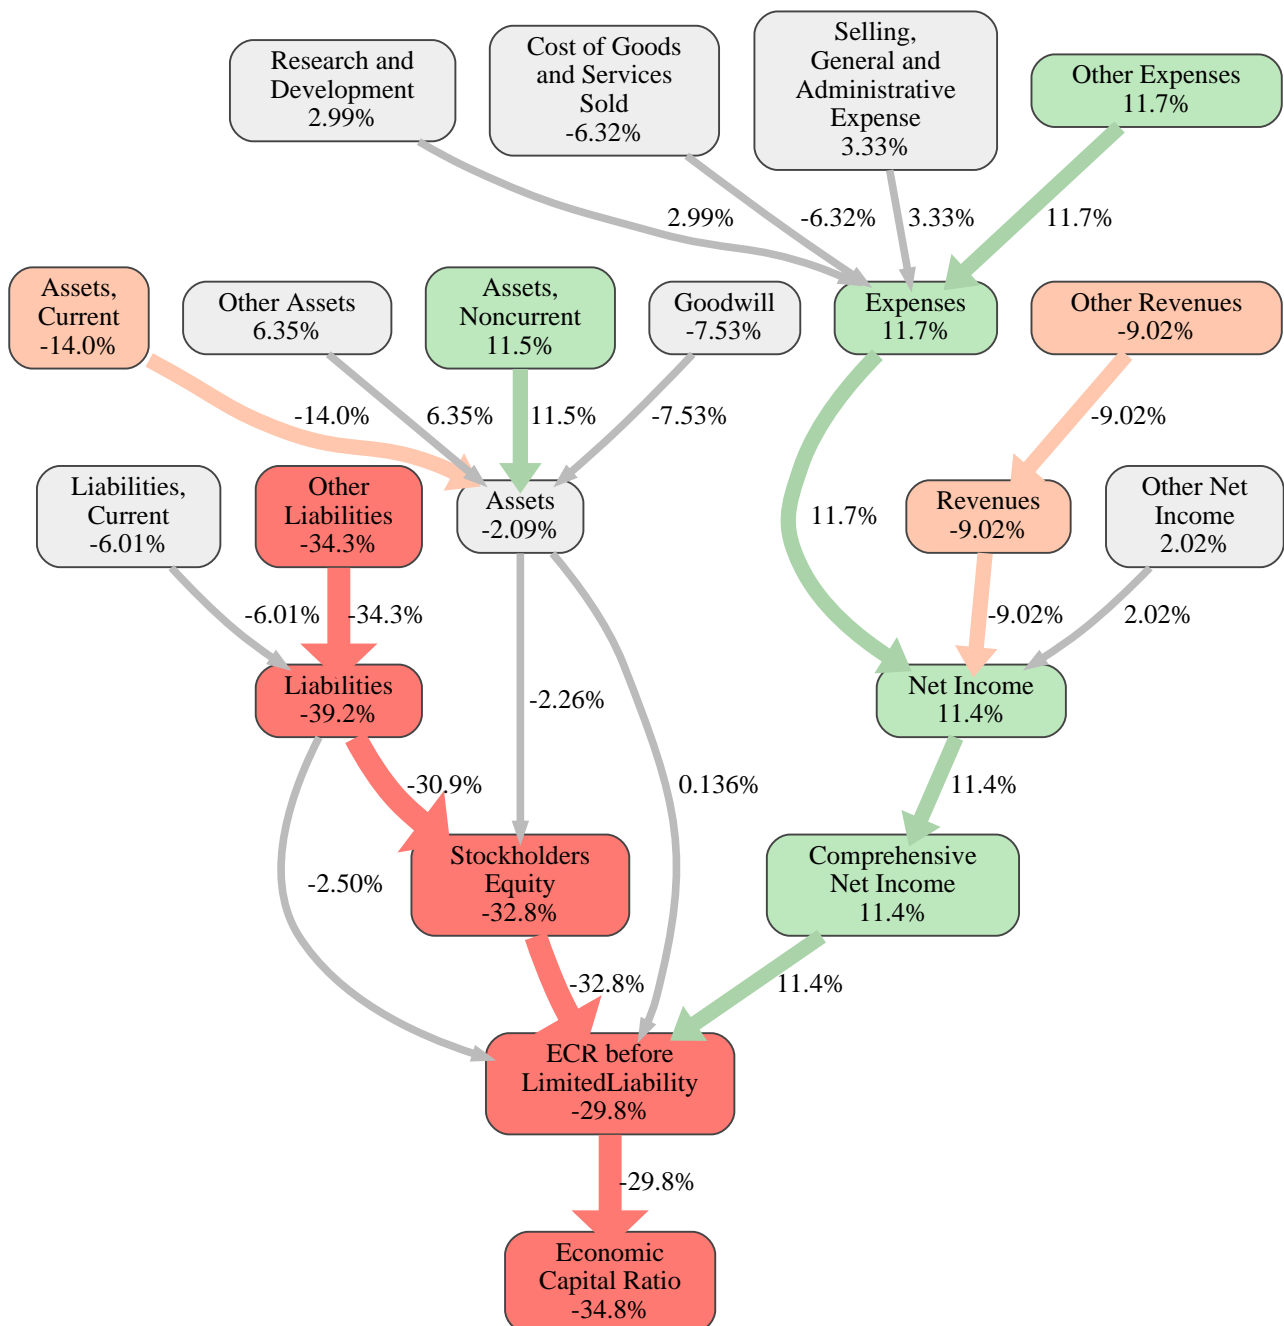 Research and
Development
2.99%
Cost of Goods
and Services
Sold
-6.32%
Selling,
General and
Administrative
Expense
3.33%
Other Expenses
11.7%
2.99%
-6.32%
3.33%
11.7%
Assets,
Current
-14.0%
Other Assets
6.35%
Assets,
Noncurrent
11.5%
Goodwill
-7.53%
Expenses
11.7%
Other Revenues
-9.02%
-14.0%
6.35%
11.5%
-7.53%
-9.02%
Liabilities,
Current
-6.01%
Other
Liabilities
-34.3%
Assets
-2.09%
11.7%
Revenues
-9.02%
Other Net
Income
2.02%
-6.01%
-34.3%
-9.02%
2.02%
Liabilities
-39.2%
-2.26%
Net Income
11.4%
-30.9%
0.136%
11.4%
-2.50%
Stockholders
Equity
-32.8%
Comprehensive
Net Income
11.4%
-32.8%
11.4%
ECR before
LimitedLiability
-29.8%
-29.8%
Economic
Capital Ratio
-34.8%